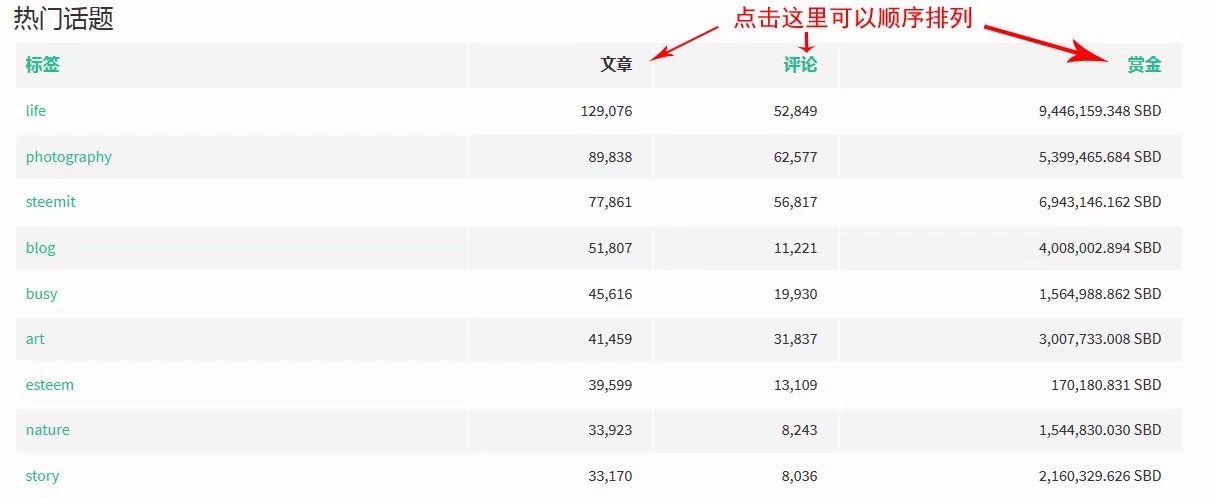 热门话题
点击这里可以顺序排列
标签 文章 评论 赏金
life 129,076 52,849 9,446,159.348 SBD
photography 89,838 62,577 5,399,465.684 SBD
steemit 77,861 56,817 6,943,146.162 SBD
blog 51,807 11,221 4,008,002.894 SBD
busy 45,616 19,930 1,564,988.862 SBD
art 41,459 31,837 3,007,733.008 SBD
esteem 39,599 13,109 170,180.831 SBD
nature 33,923 8,243 1,544,830.030 SBD
story 33,170 8,036 2,160,329.626 SBD